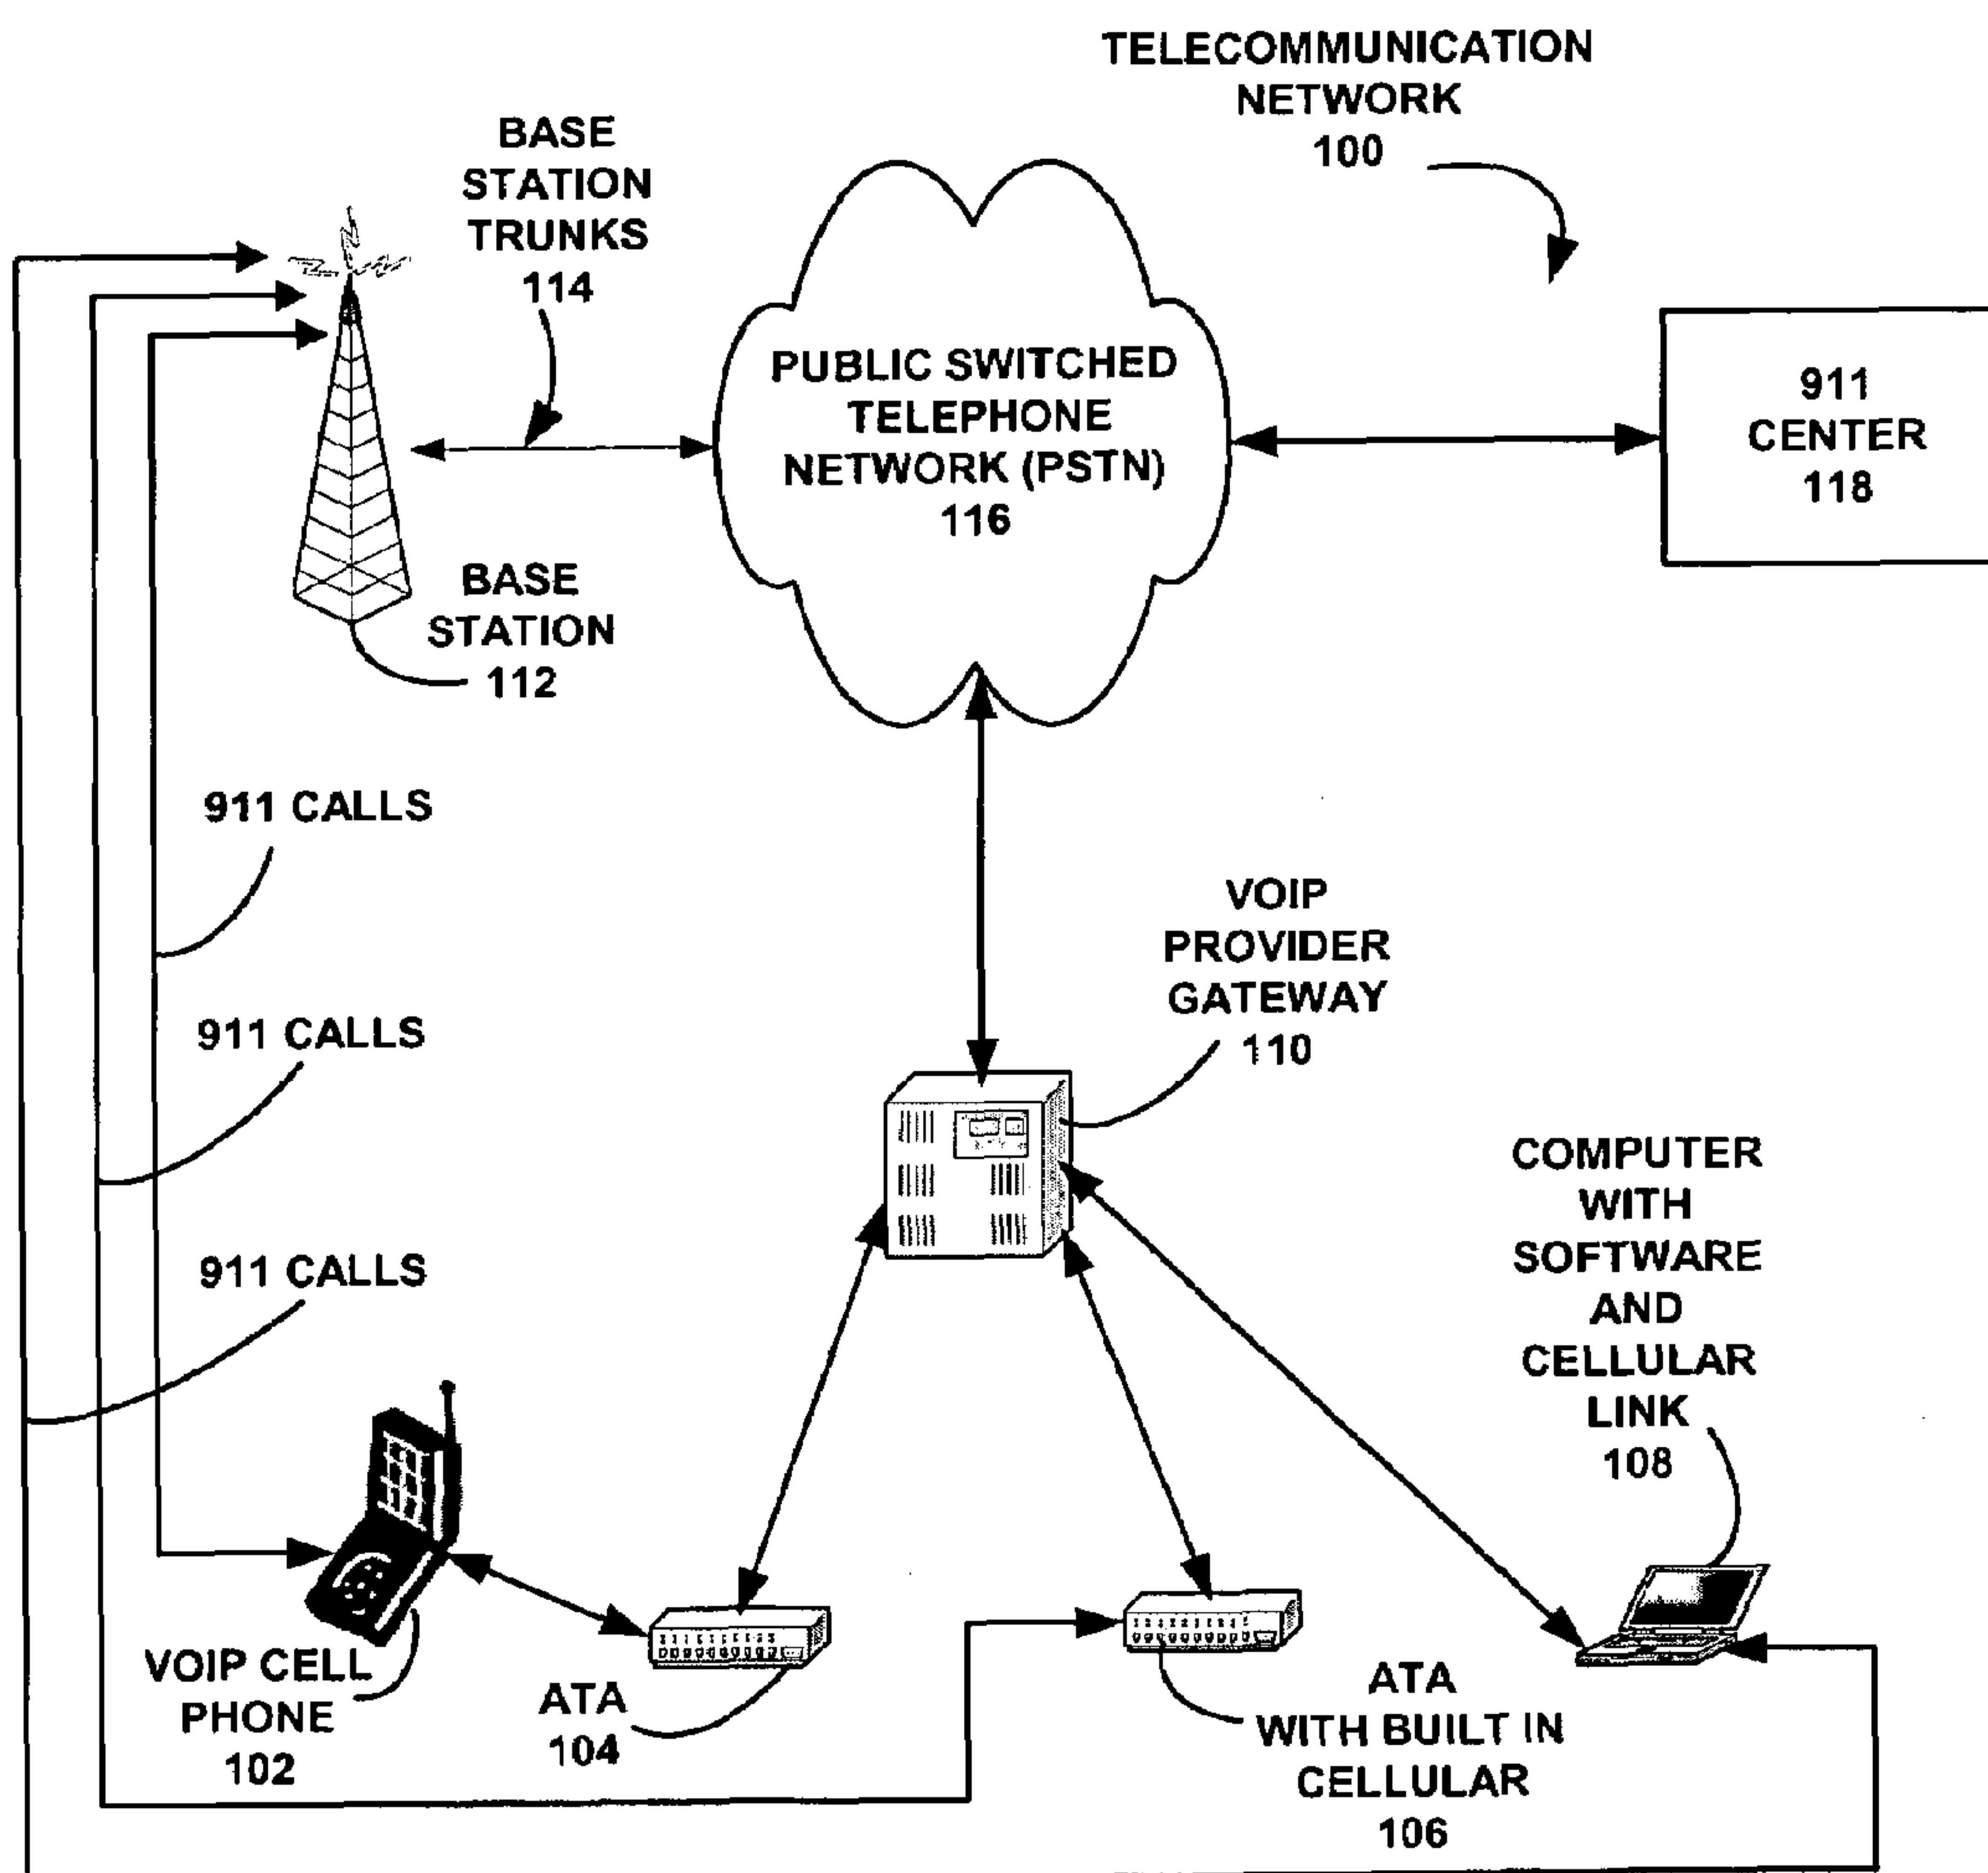 TELECOMMUNICATION
NETWORK
100
BASE
STATION
TRUNKS
114
PUBLIC SWITCHED
TELEPHONE
NETWORK (PSTN)
116
911
CENTER
118
BASE
STATION
112
911 CALLS
VOIP
PROVIDER
GATEWAY
110
911 CALLS
COMPUTER
WITH
SOFTWARE
AND
CELLULAR
LINK
108
911 CALLS
VOIP CELL
PHONE
102
ATA
104
ATA
WITH BUILT IN
CELLULAR
106